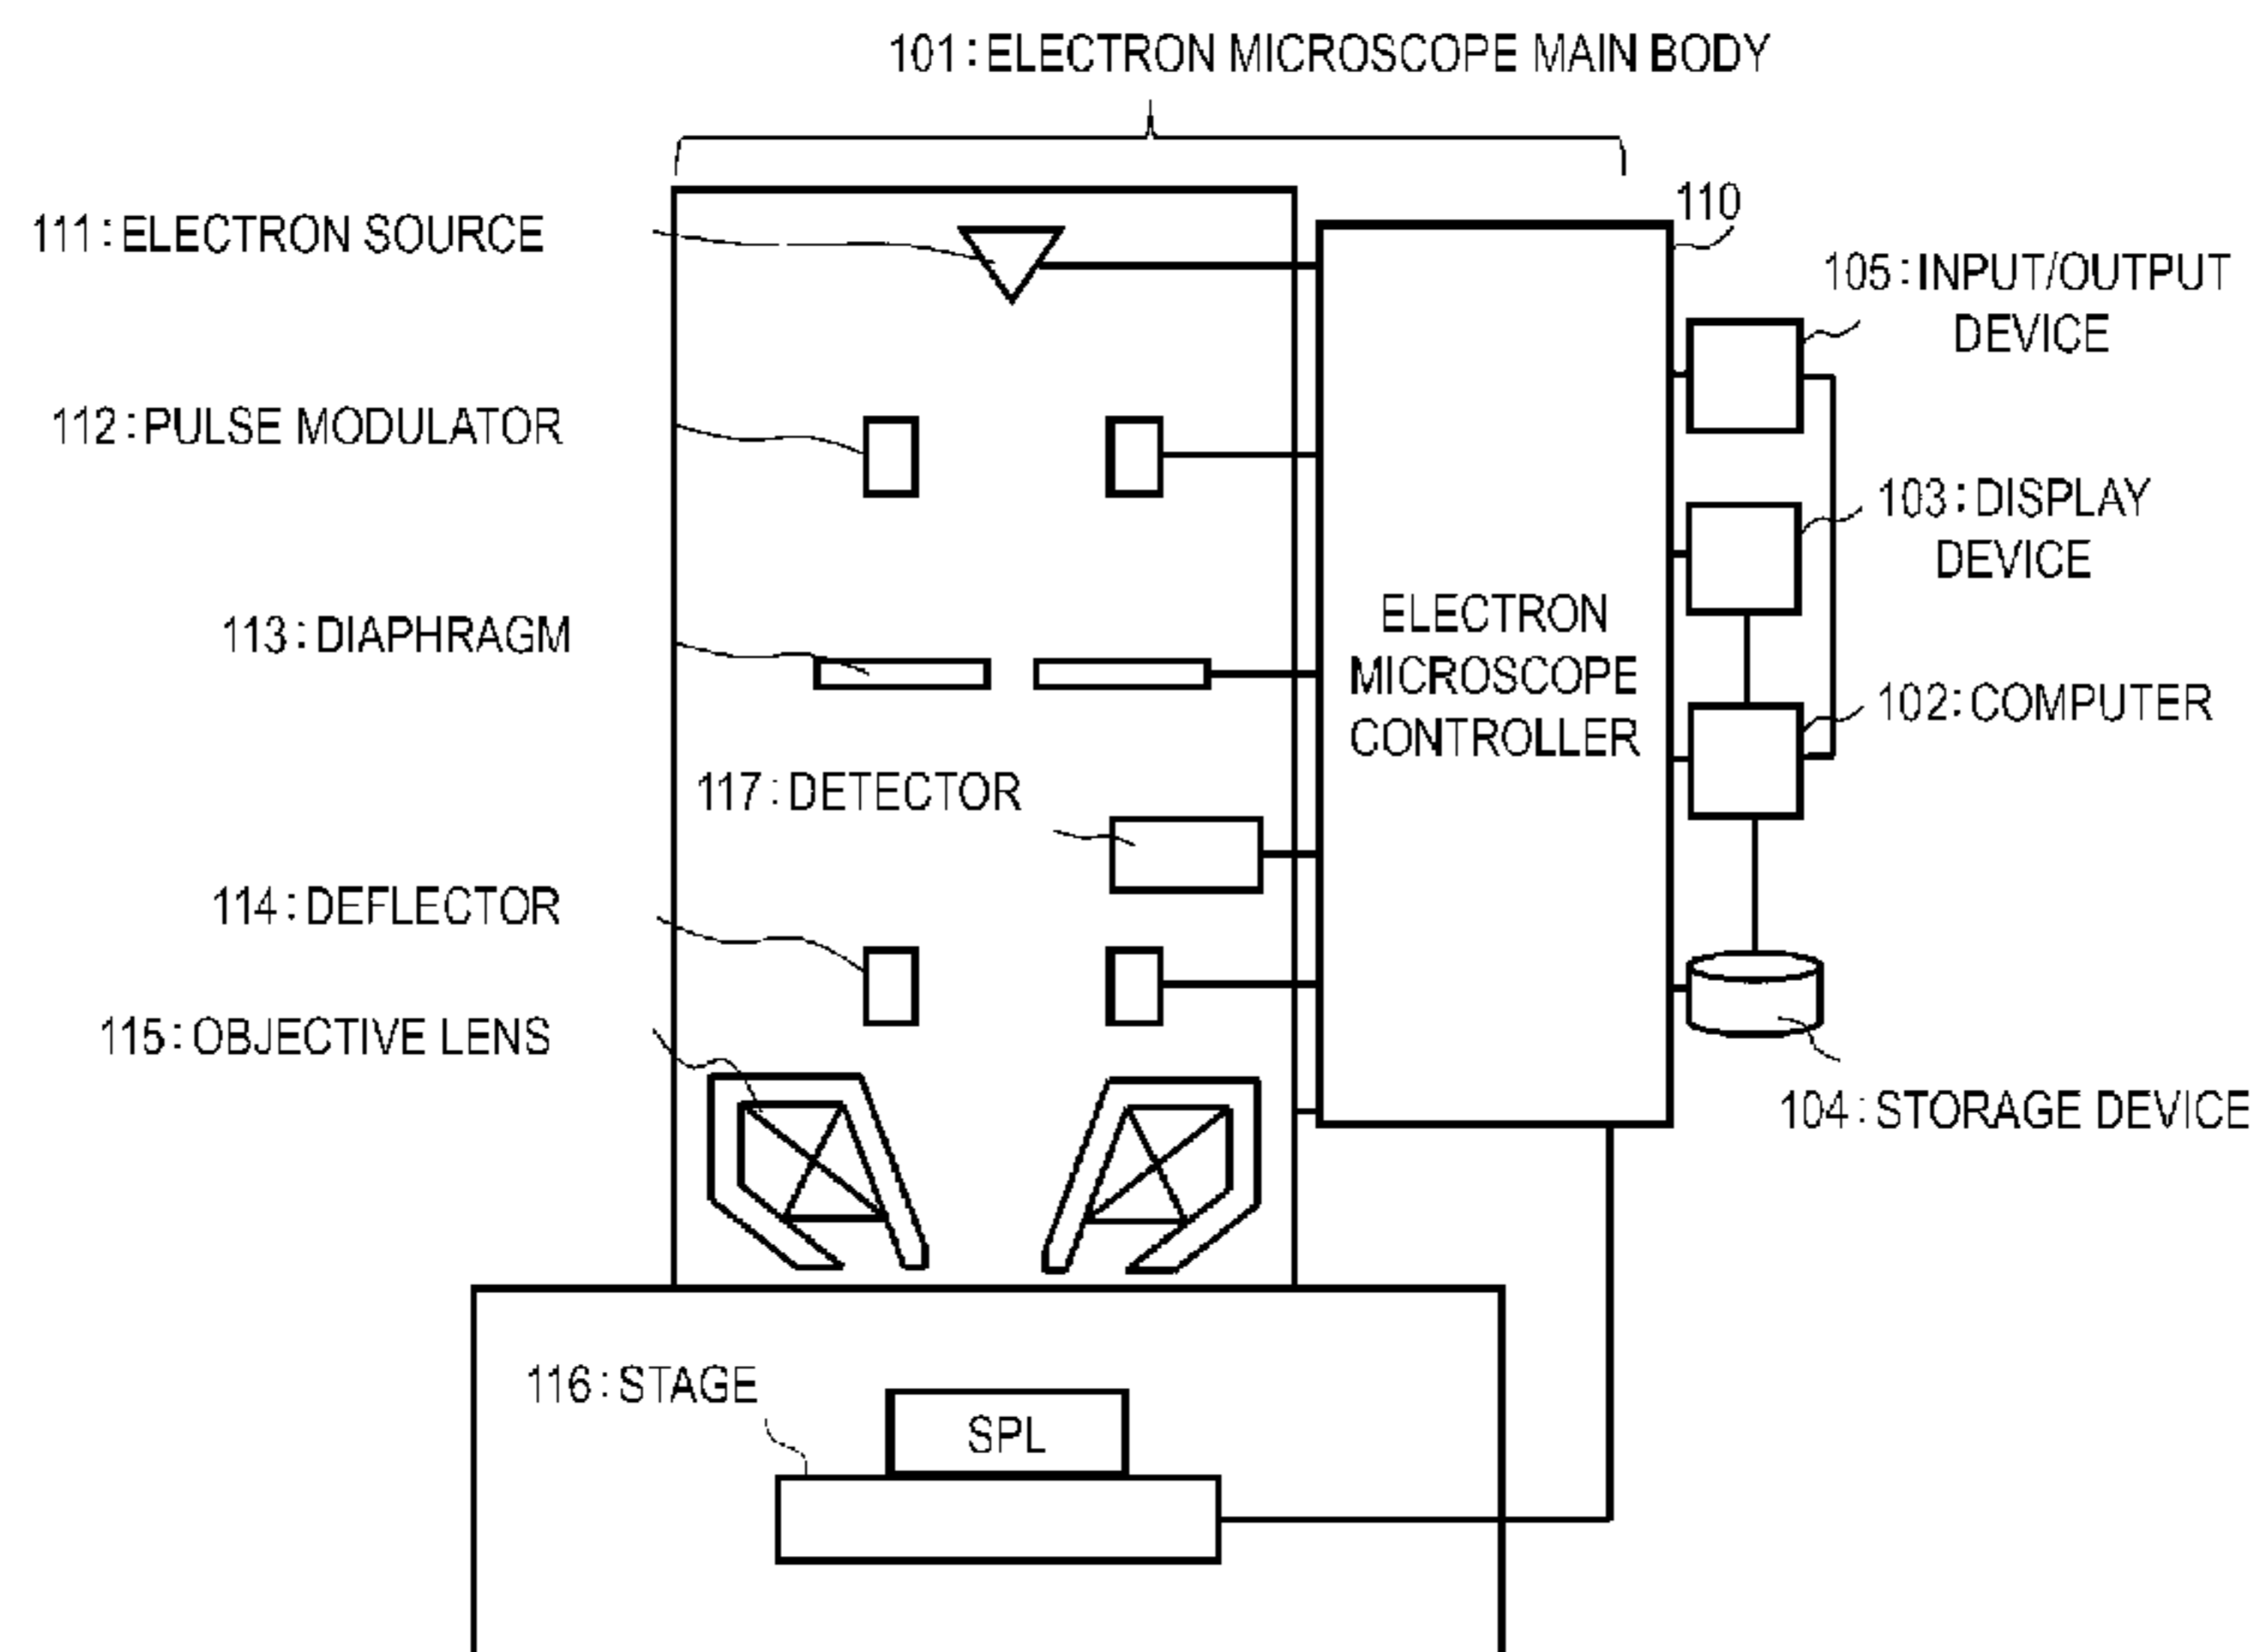 101:ELECTRON MICROSCOPE MAIN BODY
110
111:ELECTRON SOURCE
105:INPUT/OUTPUT
DEVICE
112:PULSE MODULATOR
103:DISPLAY
DEVICE
113:DIAPHRAGM
ELECTRON
MICROSCOPE
CONTROLLER
102:COMPUTER
117:DETECTOR
114:DEFLECTOR
115:OBJECTIVE LENS
104:STORAGE DEVICE
116:STAGE
SPL